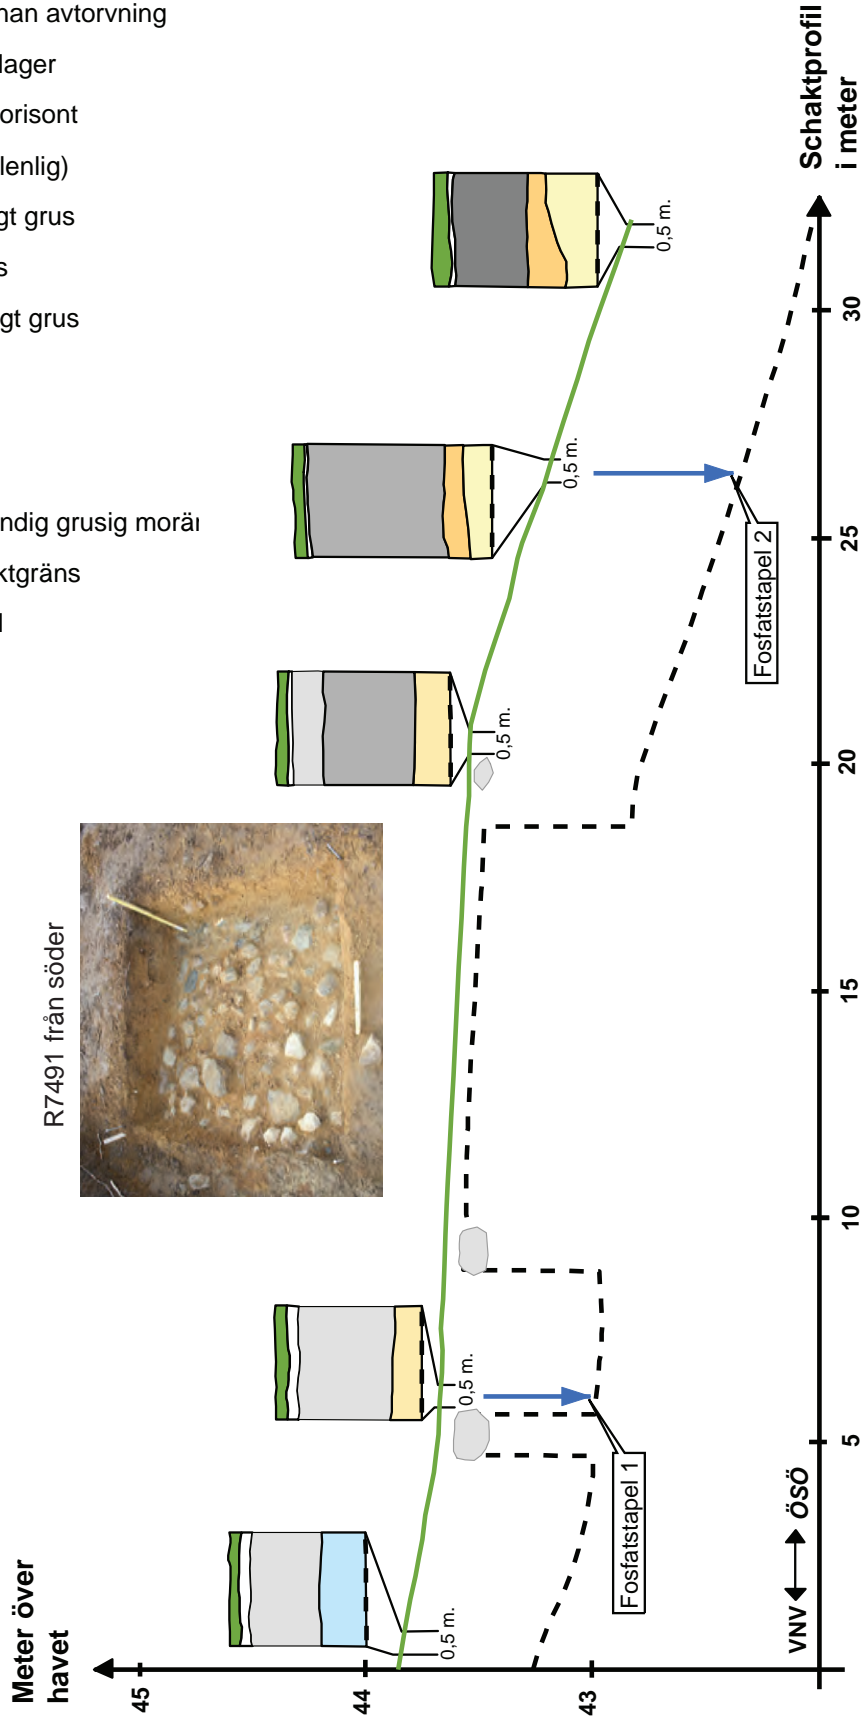 nan avtorvning
lager
orisont
lenlig)
gt grus
s
gt grus
ndig grusig morän
ktgräns
R7491 från söder
Meter över
havet
45
44
43
0,5 m.
0,5 m.
0,5 m.
0,5 m.
0,5 m.
Fosfatstapel 1
Fosfatstapel 2
VNV ÖSÖ
5
10
15
20
25
30
Schaktprofil
i meter